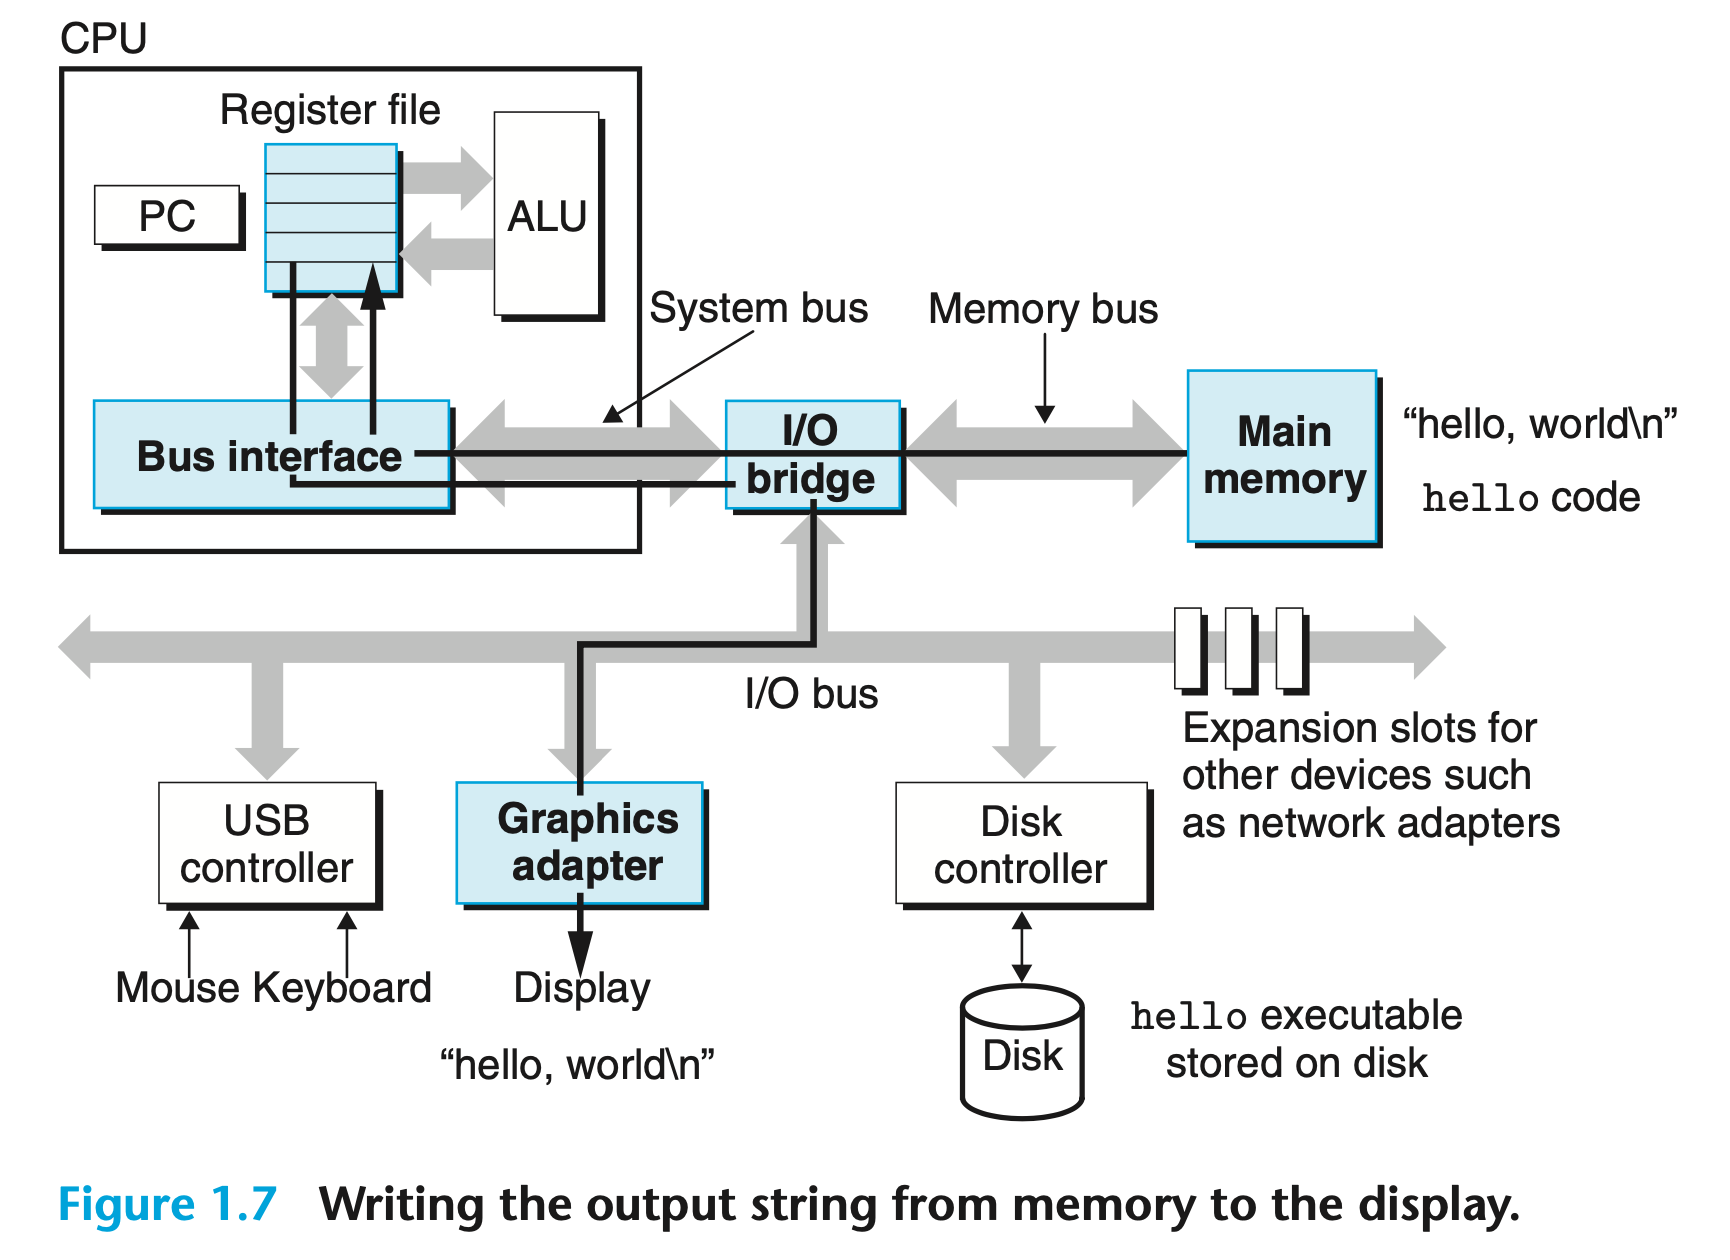 CPU
Register file
PC
ALU
System bus
Memory bus
Bus interface
I/O
bridge
Main
memory
“hello, world\n”
hello code
I/O bus
Expansion slots for
other devices such
as network adapters
USB
controller
Graphics
adapter
Disk
controller
Mouse Keyboard
Display
“hello, world\n”
Disk
hello executable
stored on disk
Figure 1.7 Writing the output string from memory to the display.